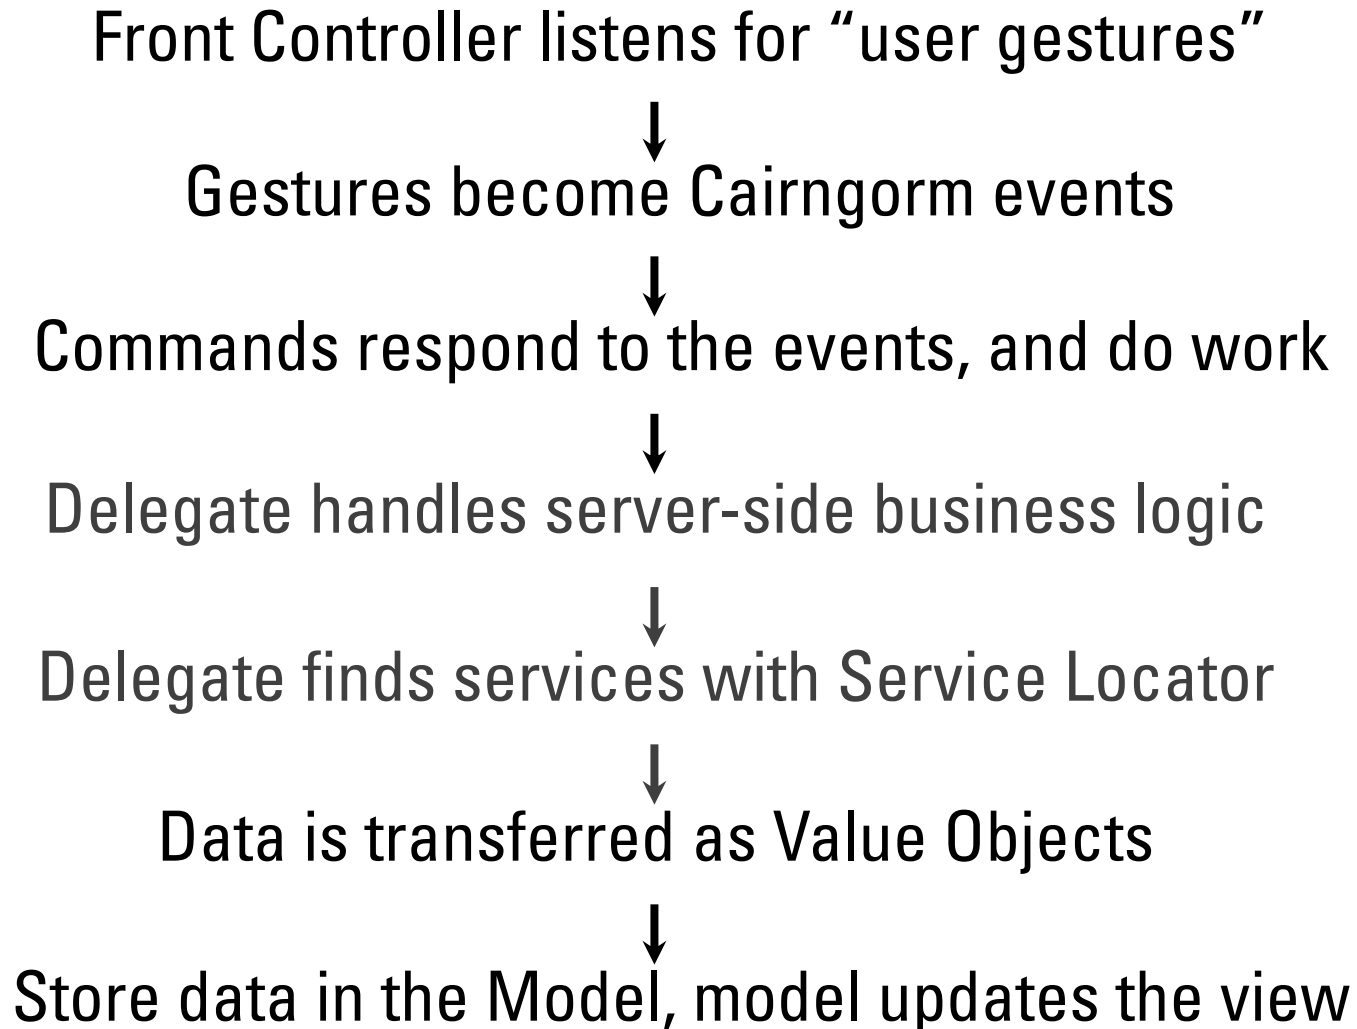 Front Controller listens for “user gestures”
Gestures become Cairngorm events
Commands respond to the events, and do work
Delegate handles server-side business logic
Delegate finds services with Service Locator
Data is transferred as Value Objects
Store data in the Model, model updates the view